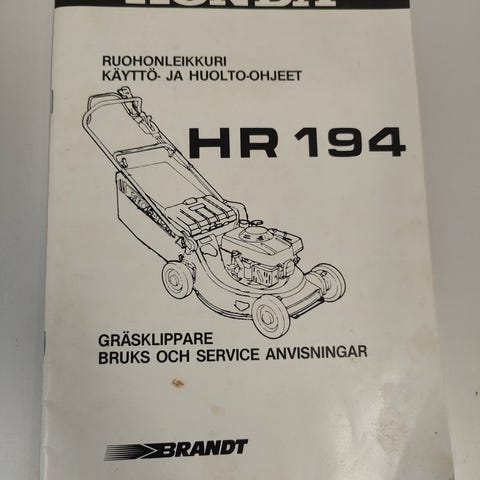 HONDA
RUOHONLEIKKURI
KÄYTTÖ- JA HUOLTO-OHJEET
HR 194
GRÄSKLIPPARE
BRUKS OCH SERVICE ANVISNINGAR
BRANDT